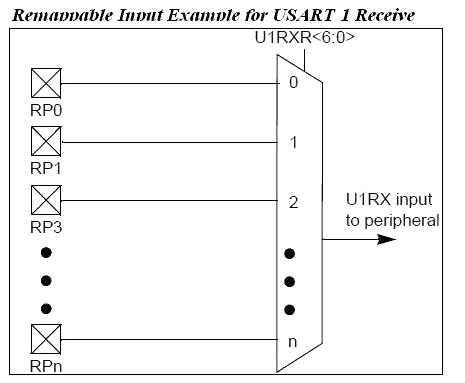 Remappable Input Example for USART 1 Receive
U1RXR<6:0>
RP0
0
RP1
1
RP3
2
U1RX input
to peripheral
RPn
n